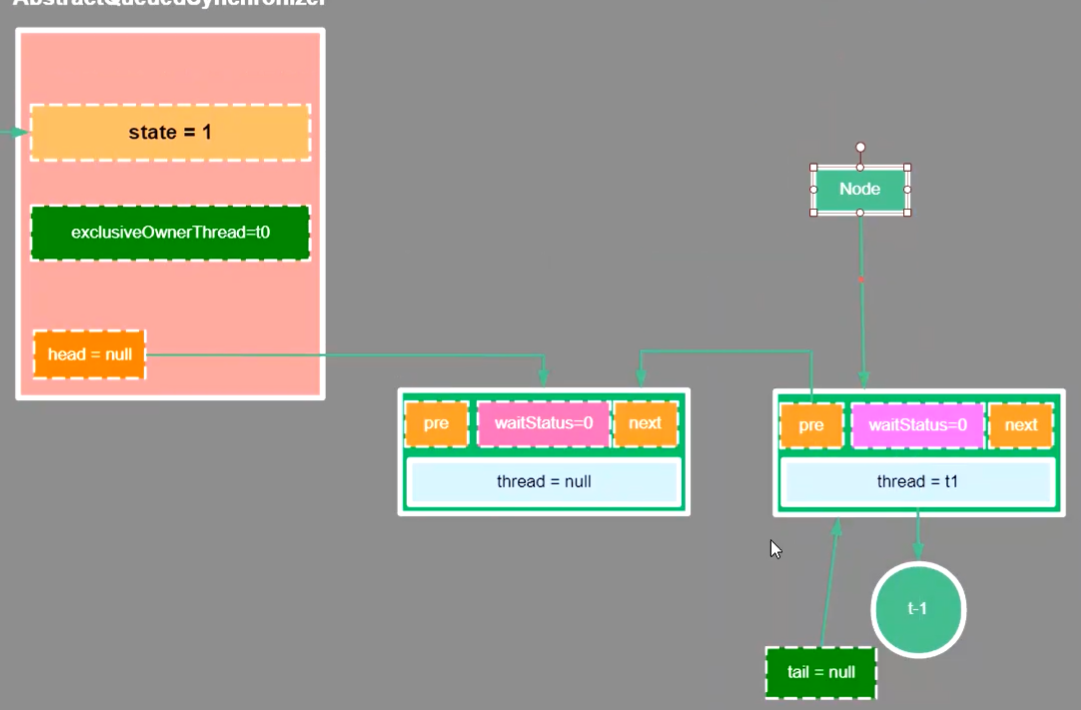 AbstractQueuedSynchronizer
state = 1
Node
exclusiveOwnerThread=t0
head = null
pre
waitStatus=0
next
thread = null
pre
waitStatus=0
next
thread = t1
t-1
tail = null